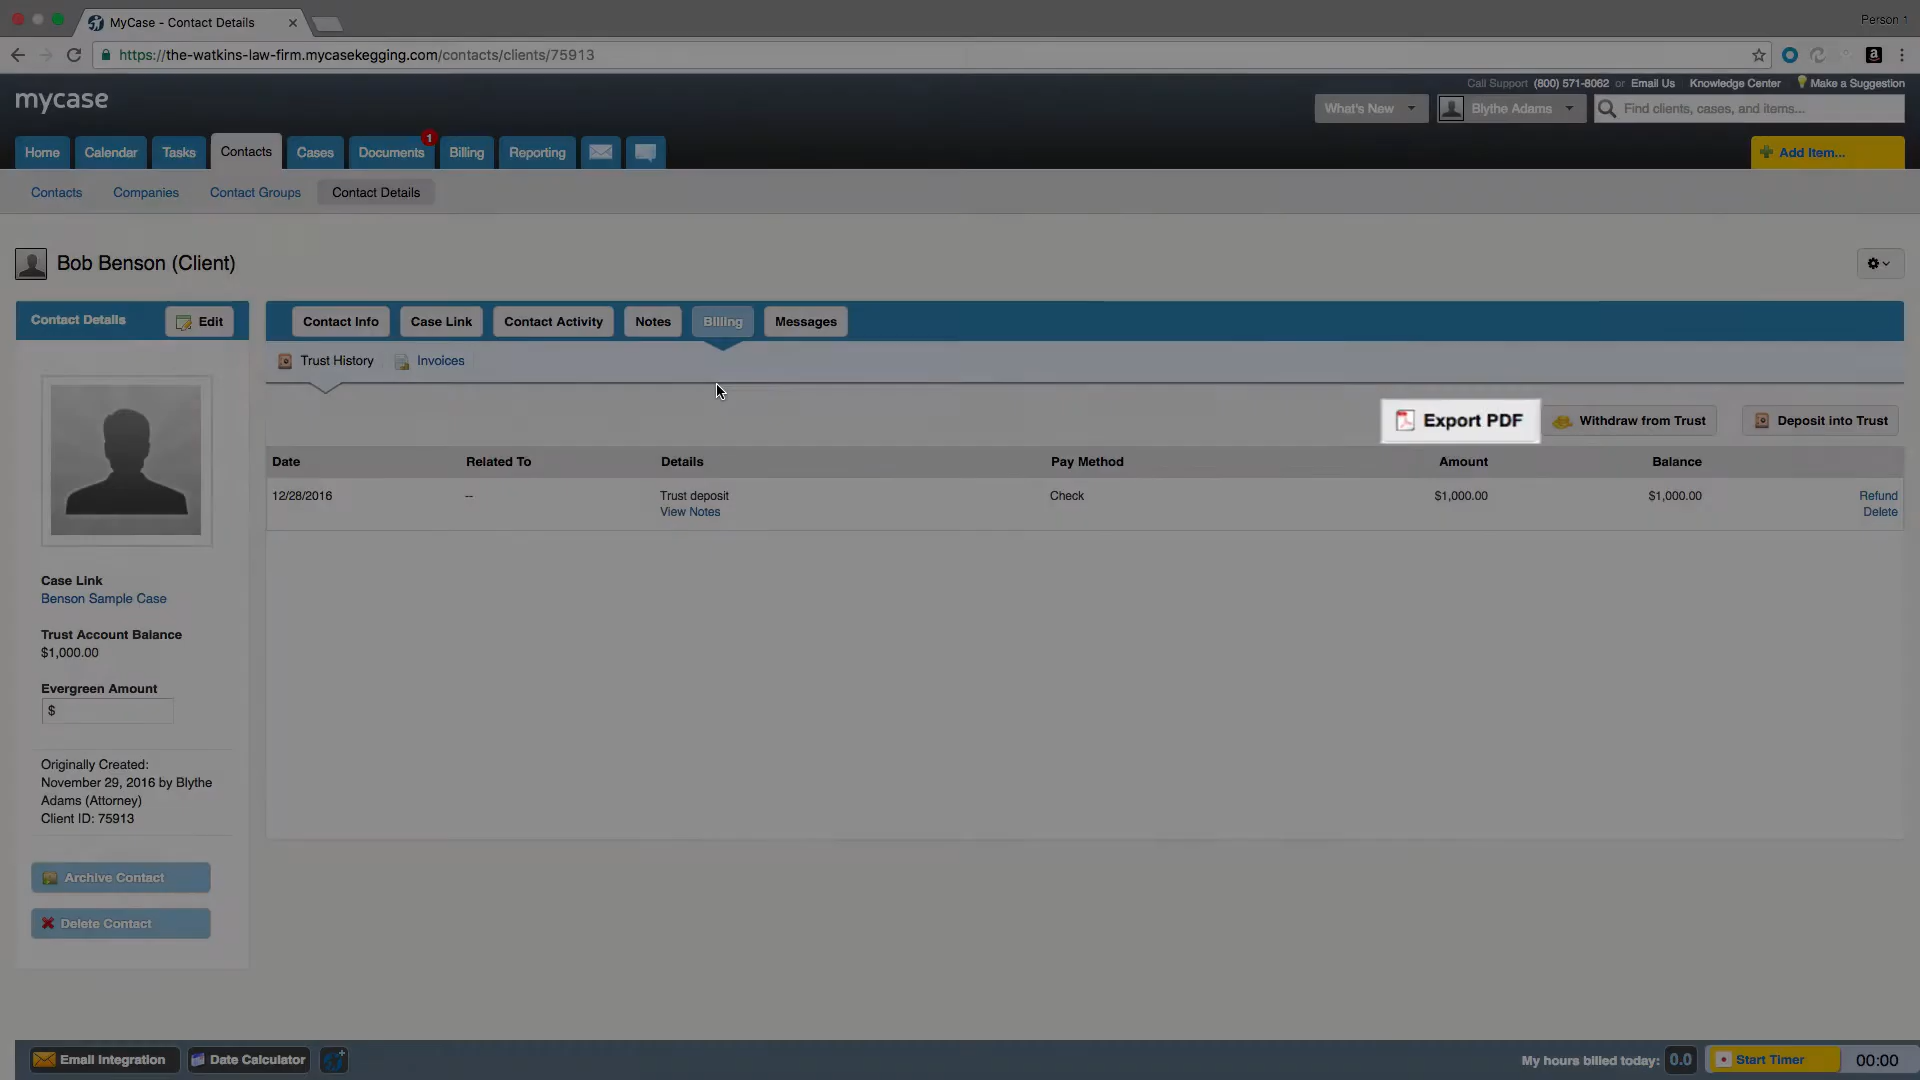 MyCase - Contact Details
Person 1
https://the-watkins-law-firm.mycasekegging.com/contacts/clients/75913
Call Support (800) 571-8062 or Email Us Knowledge Center Make a Suggestion
mycase
What's New
Blythe Adams
Find clients, cases, and items...
Home Calendar Tasks Contacts Cases Documents 1 Billing Reporting
Add Item...
Contacts Companies Contact Groups Contact Details
Bob Benson (Client)
Contact Details Edit
Contact Info Case Link Contact Activity Notes Billing Messages
Trust History Invoices
Export PDF Withdraw from Trust Deposit into Trust
Date Related To Details Pay Method Amount Balance
12/28/2016 -- Trust deposit Check $1,000.00 $1,000.00 Refund
View Notes Delete
Case Link
Benson Sample Case
Trust Account Balance
$1,000.00
Evergreen Amount
$
Originally Created:
November 29, 2016 by Blythe
Adams (Attorney)
Client ID: 75913
Archive Contact
Delete Contact
Email Integration Date Calculator
My hours billed today: 0.0 Start Timer 00:00